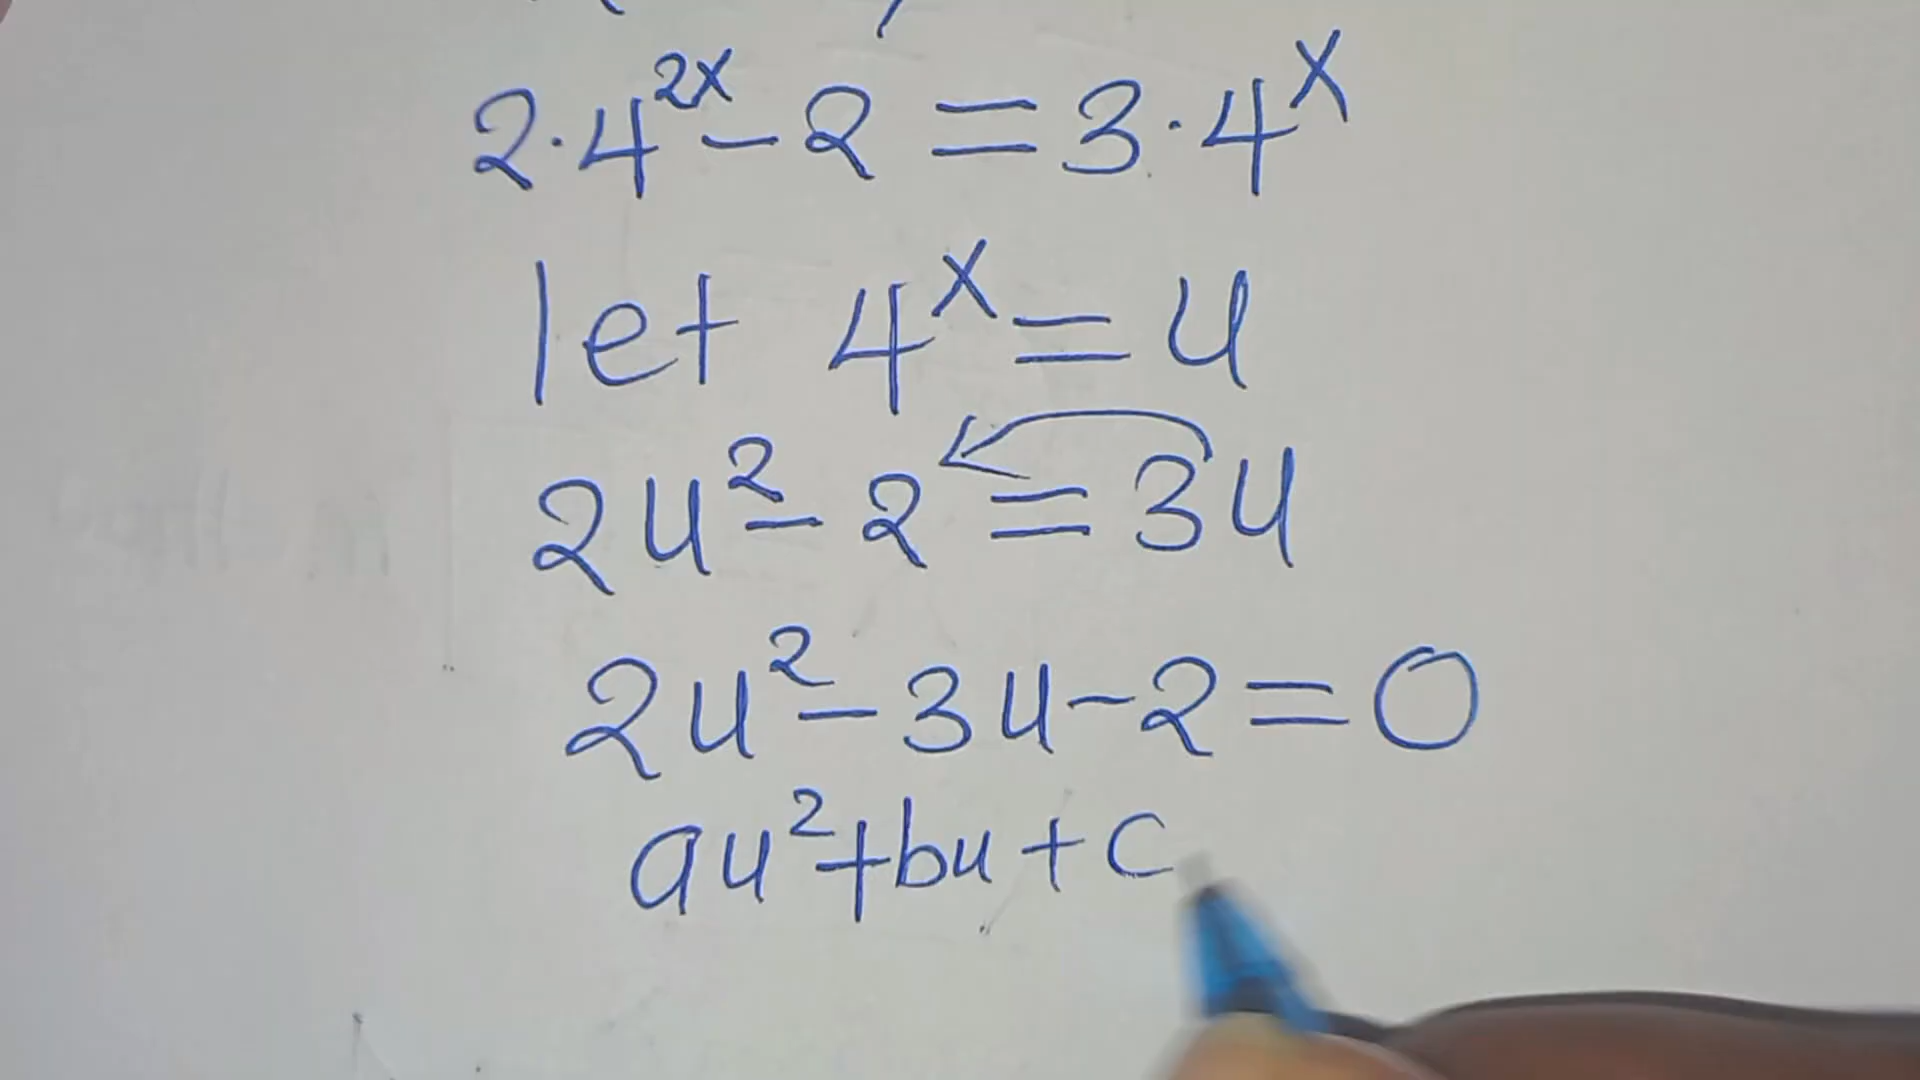 2·4^{2x} - 2 = 3·4^x
let 4^x = u
2u² - 2 = 3u
2u² - 3u - 2 = 0
au² + bu + c